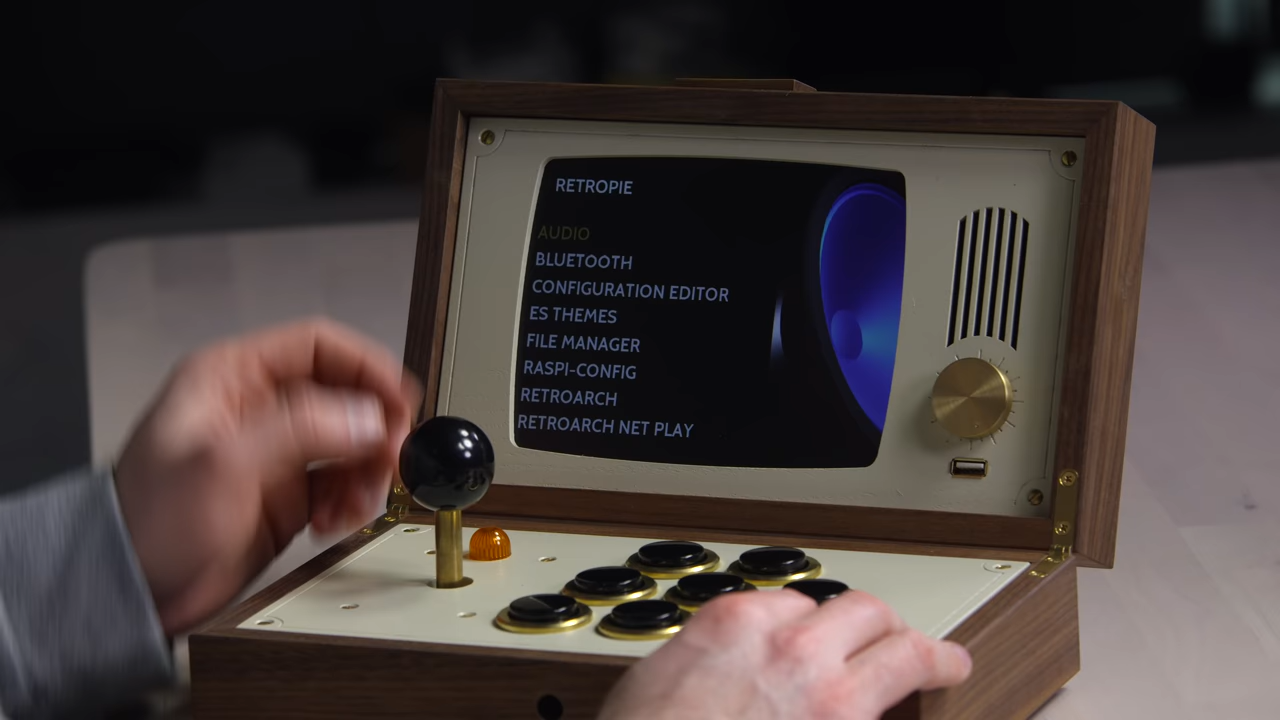 RETROPIE
AUDIO
BLUETOOTH
CONFIGURATION EDITOR
ES THEMES
FILE MANAGER
RASPI-CONFIG
RETROARCH
RETROARCH NET PLAY